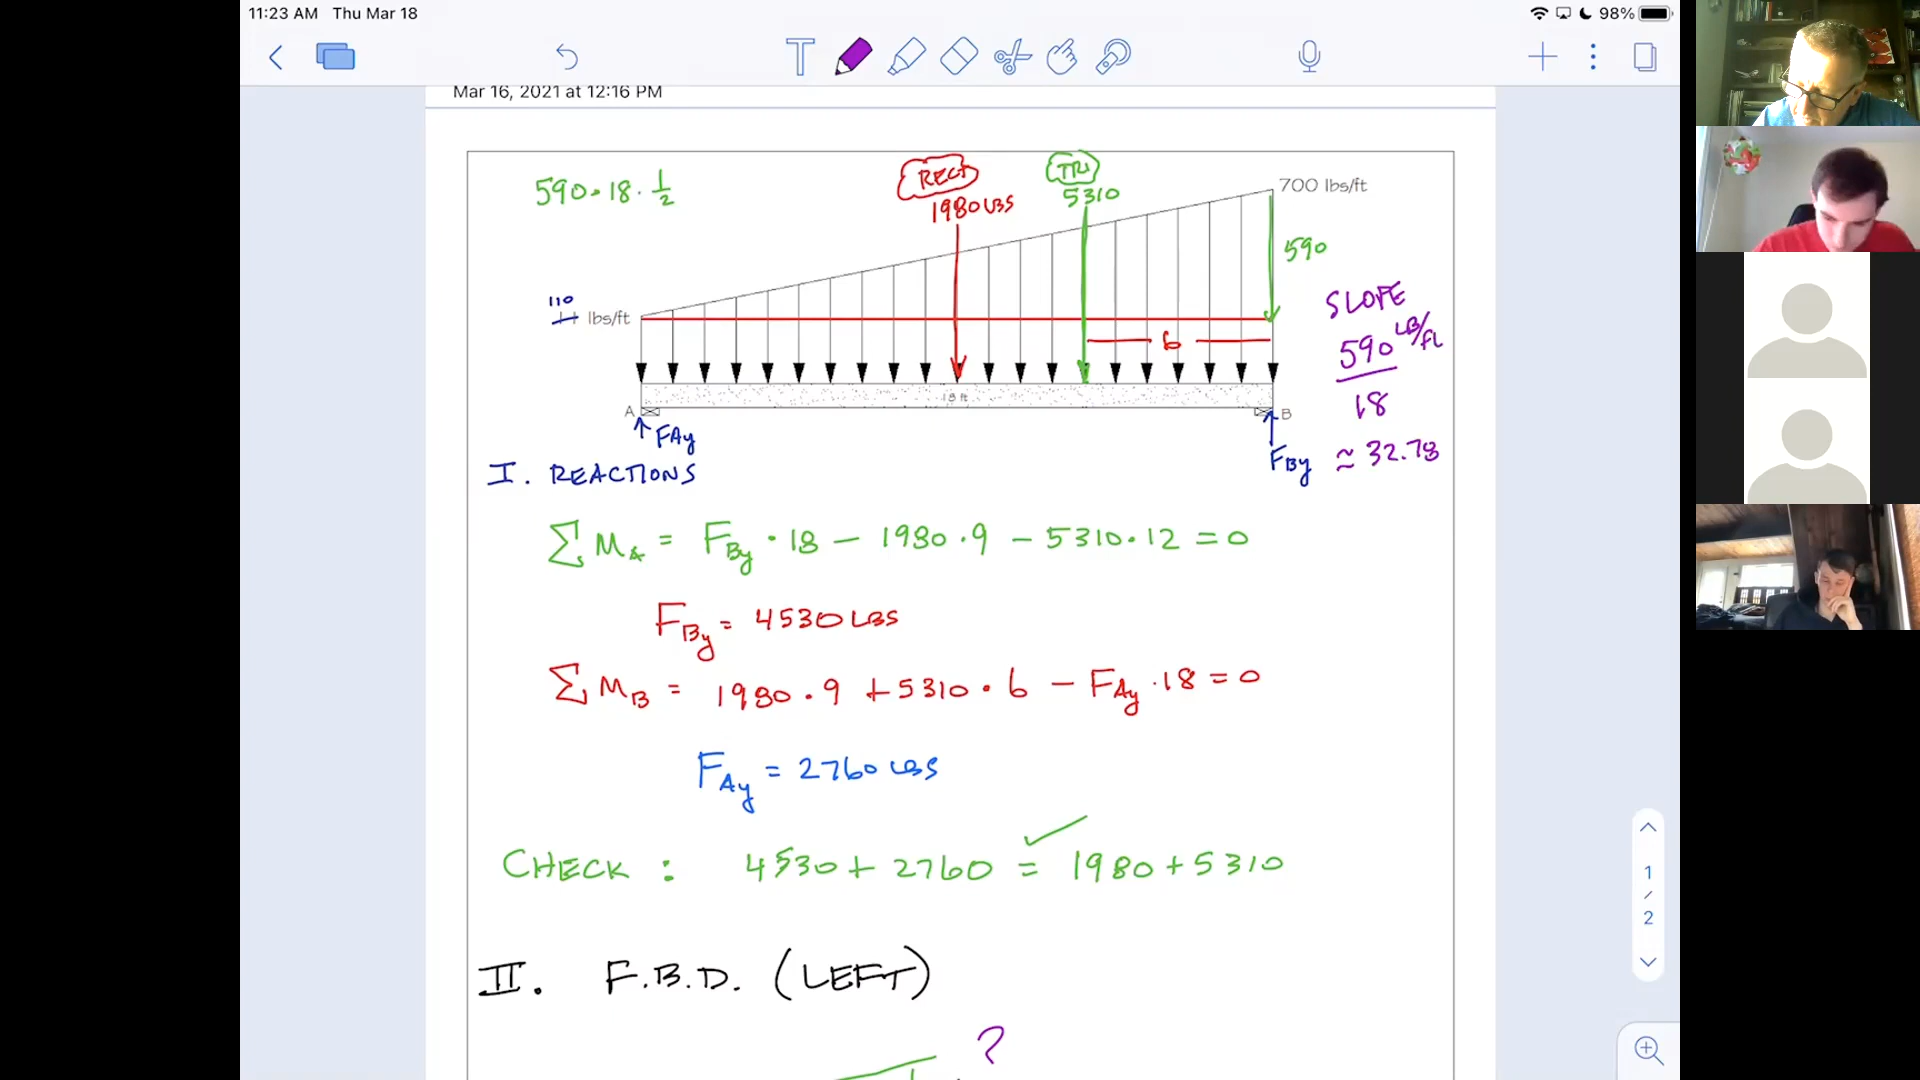 11:23 AM Thu Mar 18
98%
Mar 16, 2021 at 12:16 PM
590 · 18 · 1/2
RECT
1980 LBS
TRI
5310
700 lbs/ft
590
110
11 lbs/ft
6
SLOPE
590 LB/ft
18
≈ 32.78
18 ft
A
B
FAy
FBy
I. REACTIONS
ΣMA = FBy · 18 – 1980 · 9 – 5310 · 12 = 0
FBy = 4530 LBS
ΣMB = 1980 · 9 + 5310 · 6 – FAy · 18 = 0
FAy = 2760 LBS
CHECK : 4530 + 2760 = 1980 + 5310
II. F.B.D. (LEFT)
?
1
/
2